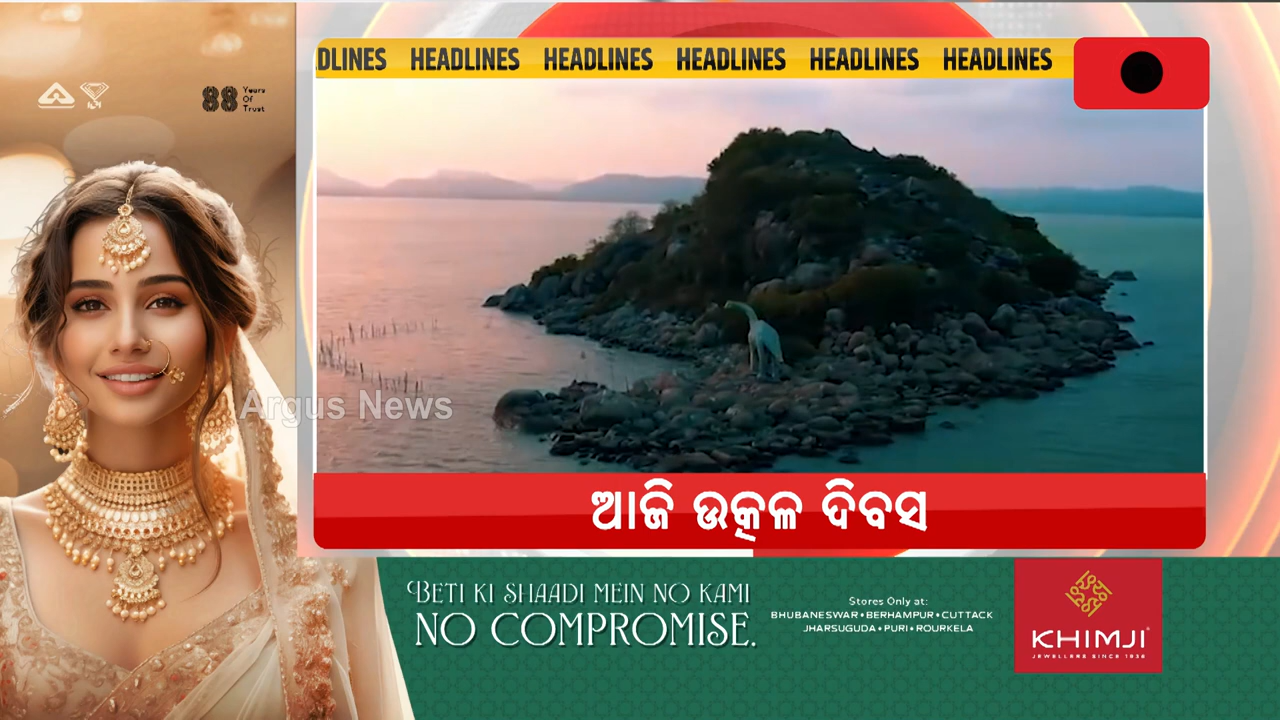 DLINES HEADLINES HEADLINES HEADLINES HEADLINES HEADLINES
88 Years
Of
Trust
Argus News
ଆଜି ଉତ୍କଳ ଦିବସ
BETI KI SHAADI MEIN NO KAMI
NO COMPROMISE.
Stores Only at:
BHUBANESWAR • BERHAMPUR • CUTTACK
JHARSUGUDA • PURI • ROURKELA
KHIMJI
JEWELLERS SINCE 1936